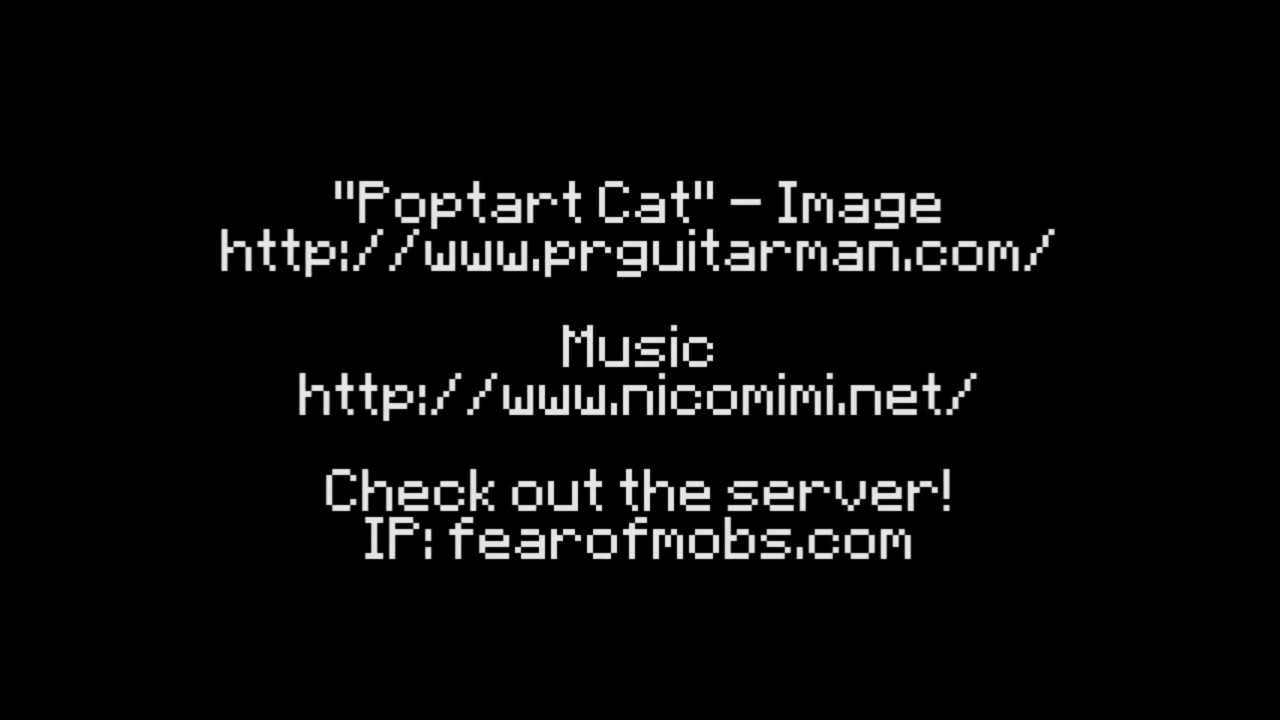 "Poptart Cat" - Image
http://www.prguitarman.com/
Music
http://www.nicomimi.net/
Check out the server!
IP: fearofmobs.com